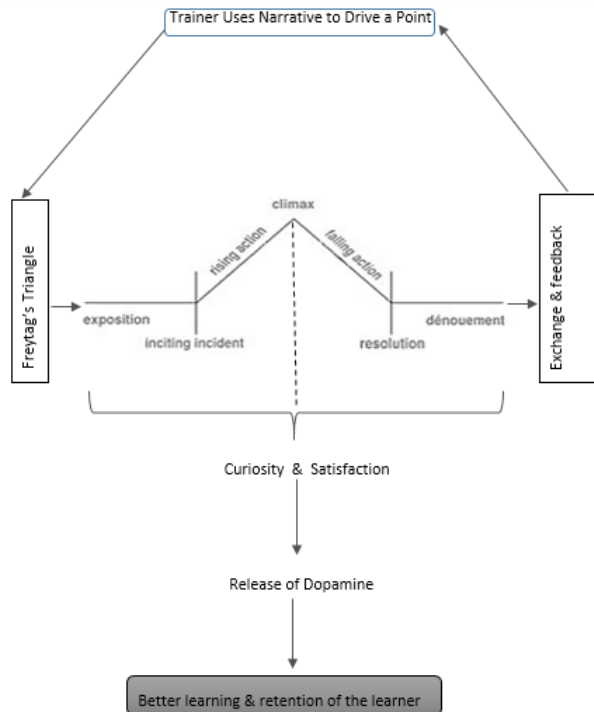 Trainer Uses Narrative to Drive a Point
Freytag's Triangle
climax
rising action
falling action
exposition
inciting incident
resolution
dénouement
Exchange & feedback
Curiosity & Satisfaction
Release of Dopamine
Better learning & retention of the learner